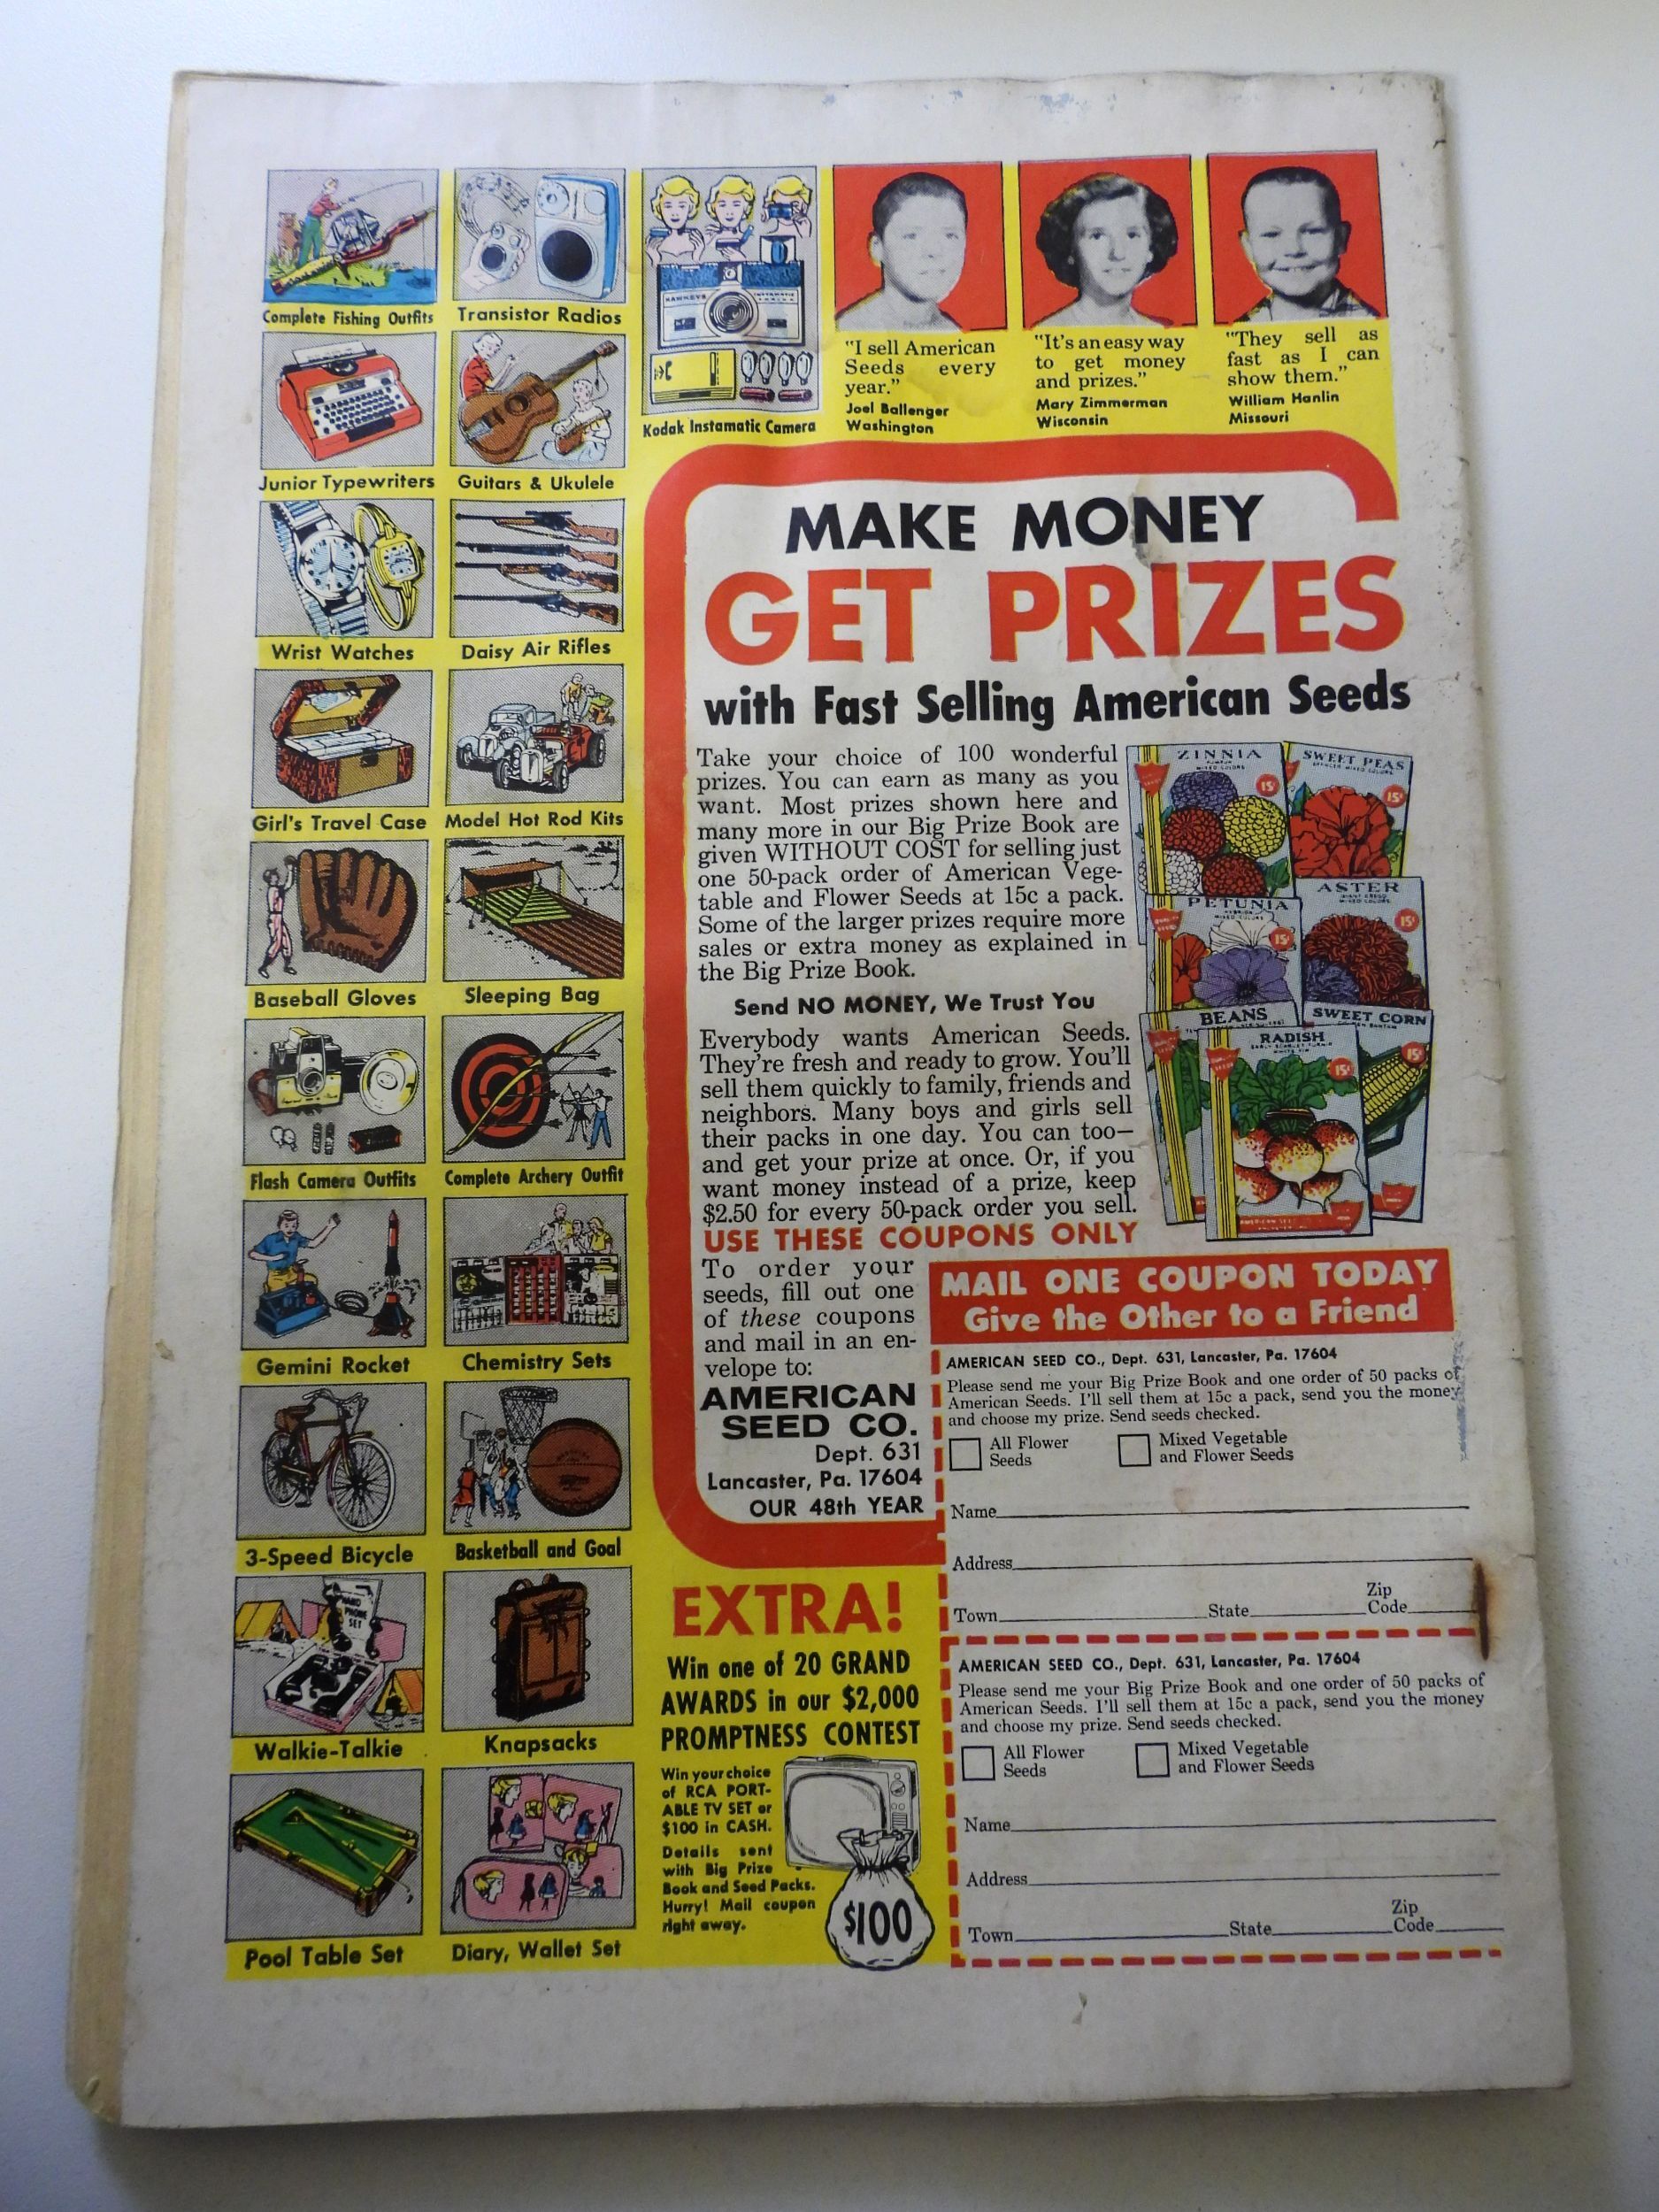 Complete Fishing Outfits
Transistor Radios
HAWKEYE INSTAMATIC
Kodak Instamatic Camera
Junior Typewriters
Guitars & Ukulele
Wrist Watches
Daisy Air Rifles
Girl's Travel Case
Model Hot Rod Kits
Baseball Gloves
Sleeping Bag
Flash Camera Outfits
Complete Archery Outfit
Gemini Rocket
Chemistry Sets
3-Speed Bicycle
Basketball and Goal
PHONE
SET
Walkie-Talkie
Knapsacks
Pool Table Set
Diary, Wallet Set
"I sell American
Seeds every
year."
Joel Ballenger
Washington
"It's an easy way
to get money
and prizes."
Mary Zimmerman
Wisconsin
"They sell as
fast as I can
show them."
William Hanlin
Missouri
MAKE MONEY
GET PRIZES
with Fast Selling American Seeds
Take your choice of 100 wonderful
prizes. You can earn as many as you
want. Most prizes shown here and
many more in our Big Prize Book are
given WITHOUT COST for selling just
one 50-pack order of American Vege-
table and Flower Seeds at 15c a pack.
Some of the larger prizes require more
sales or extra money as explained in
the Big Prize Book.
Send NO MONEY, We Trust You
Everybody wants American Seeds.
They're fresh and ready to grow. You'll
sell them quickly to family, friends and
neighbors. Many boys and girls sell
their packs in one day. You can too—
and get your prize at once. Or, if you
want money instead of a prize, keep
$2.50 for every 50-pack order you sell.
USE THESE COUPONS ONLY
To order your
seeds, fill out one
of these coupons
and mail in an en-
velope to:
AMERICAN
SEED CO.
Dept. 631
Lancaster, Pa. 17604
OUR 48th YEAR
ZINNIA
MIXED COLORS
15¢
SWEET PEAS
SPENCER MIXED COLORS
15¢
PETUNIA
MIXED COLORS
15¢
ASTER
MIXED COLORS
15¢
BEANS
SWEET CORN
15¢
RADISH
15¢
MAIL ONE COUPON TODAY
Give the Other to a Friend
AMERICAN SEED CO., Dept. 631, Lancaster, Pa. 17604
Please send me your Big Prize Book and one order of 50 packs of
American Seeds. I'll sell them at 15c a pack, send you the money
and choose my prize. Send seeds checked.
All Flower
Seeds
Mixed Vegetable
and Flower Seeds
Name
Address
Town State Zip
Code
AMERICAN SEED CO., Dept. 631, Lancaster, Pa. 17604
Please send me your Big Prize Book and one order of 50 packs of
American Seeds. I'll sell them at 15c a pack, send you the money
and choose my prize. Send seeds checked.
All Flower
Seeds
Mixed Vegetable
and Flower Seeds
Name
Address
Town State Zip
Code
EXTRA!
Win one of 20 GRAND
AWARDS in our $2,000
PROMPTNESS CONTEST
Win your choice
of RCA PORT-
ABLE TV SET or
$100 in CASH.
Details sent
with Big Prize
Book and Seed Packs.
Hurry! Mail coupon
right away.
$100